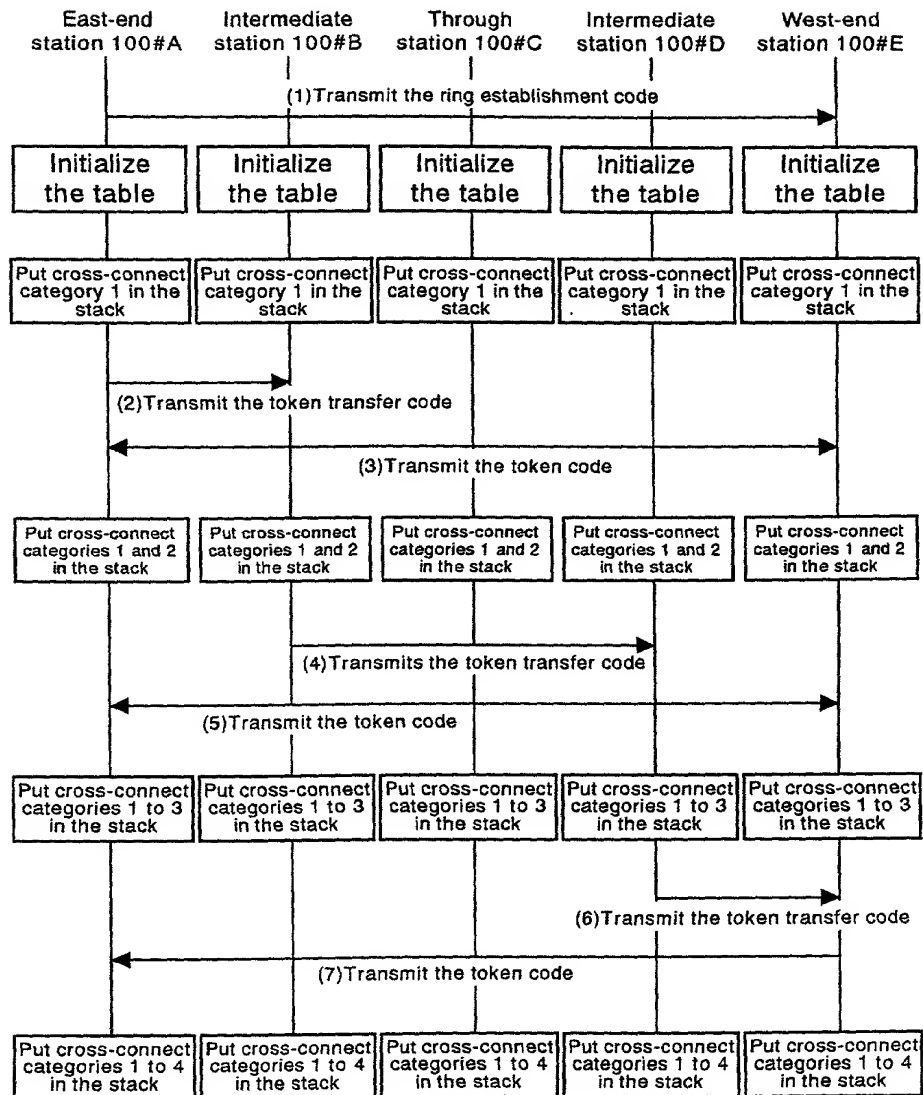 East-end
station 100#A
Intermediate
station 100#B
Through
station 100#C
Intermediate
station 100#D
West-end
station 100#E
(1)Transmit the ring establishment code
Initialize
the table
Initialize
the table
Initialize
the table
Initialize
the table
Initialize
the table
Put cross-connect
category 1 in the
stack
Put cross-connect
category 1 in the
stack
Put cross-connect
category 1 in the
stack
Put cross-connect
category 1 in the
stack
Put cross-connect
category 1 in the
stack
(2)Transmit the token transfer code
(3)Transmit the token code
Put cross-connect
categories 1 and 2
in the stack
Put cross-connect
categories 1 and 2
in the stack
Put cross-connect
categories 1 and 2
in the stack
Put cross-connect
categories 1 and 2
in the stack
Put cross-connect
categories 1 and 2
in the stack
(4)Transmits the token transfer code
(5)Transmit the token code
Put cross-connect
categories 1 to 3
in the stack
Put cross-connect
categories 1 to 3
in the stack
Put cross-connect
categories 1 to 3
in the stack
Put cross-connect
categories 1 to 3
in the stack
Put cross-connect
categories 1 to 3
in the stack
(6)Transmit the token transfer code
(7)Transmit the token code
Put cross-connect
categories 1 to 4
in the stack
Put cross-connect
categories 1 to 4
in the stack
Put cross-connect
categories 1 to 4
in the stack
Put cross-connect
categories 1 to 4
in the stack
Put cross-connect
categories 1 to 4
in the stack